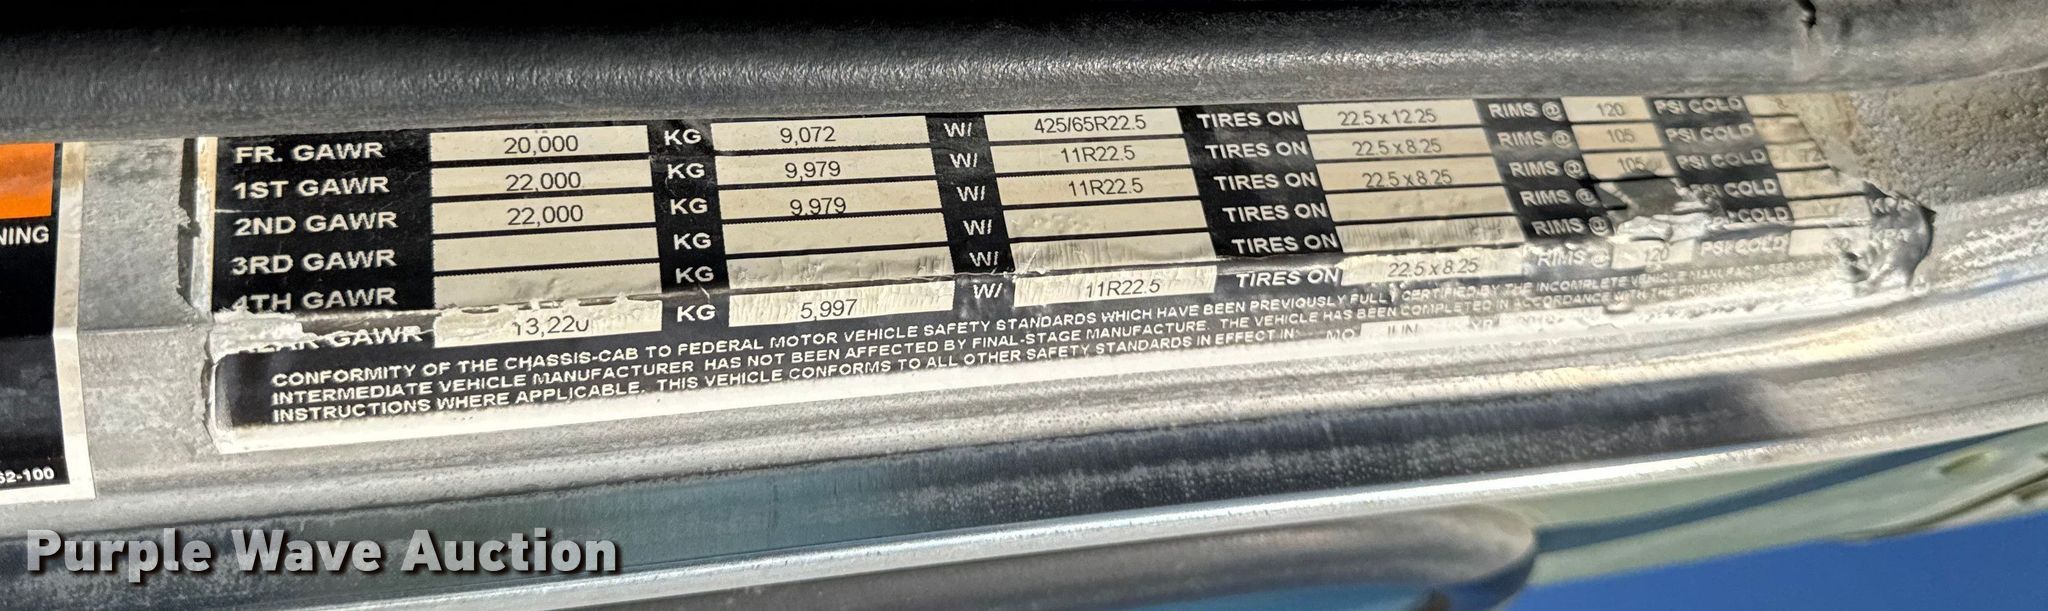 FR. GAWR 20,000 KG 9,072 W/ 425/65R22.5 TIRES ON 22.5 x 12.25 RIMS @ 120 PSI COLD
1ST GAWR 22,000 KG 9,979 W/ 11R22.5 TIRES ON 22.5 x 8.25 RIMS @ 105 PSI COLD
2ND GAWR 22,000 KG 9,979 W/ 11R22.5 TIRES ON 22.5 x 8.25 RIMS @ 105 PSI COLD
3RD GAWR KG W/ TIRES ON RIMS @ PSI COLD
4TH GAWR KG W/ TIRES ON RIMS @ PSI COLD
GAWR 13,220 KG 5,997 W/ 11R22.5 TIRES ON 22.5 x 8.25 RIMS @ 120 PSI COLD KPA
CONFORMITY OF THE CHASSIS-CAB TO FEDERAL MOTOR VEHICLE SAFETY STANDARDS WHICH HAVE BEEN PREVIOUSLY FULLY CERTIFIED BY THE INCOMPLETE VEHICLE
INTERMEDIATE VEHICLE MANUFACTURER HAS NOT BEEN AFFECTED BY FINAL-STAGE MANUFACTURE. THE VEHICLE HAS BEEN COMPLETED IN ACCORDANCE WITH THE PRIOR
INSTRUCTIONS WHERE APPLICABLE. THIS VEHICLE CONFORMS TO ALL OTHER SAFETY STANDARDS IN EFFECT IN: MO JUN YR
NING
62-100
Purple Wave Auction